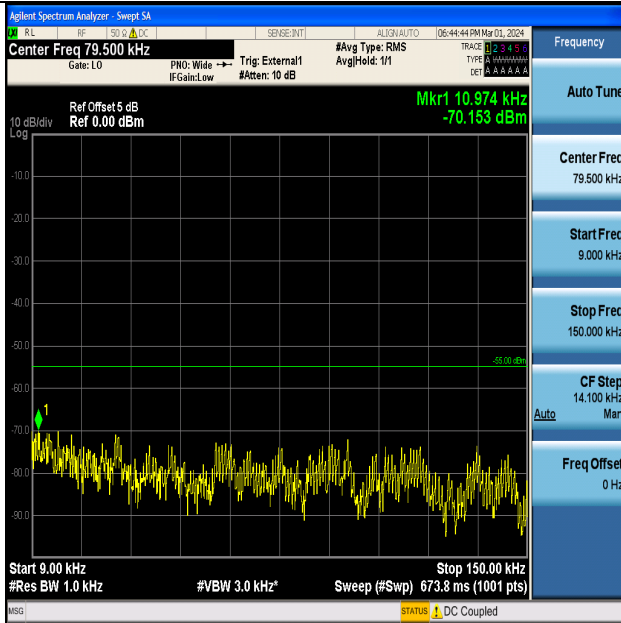 Agilent Spectrum Analyzer - Swept SA
RL RF 50 Ω DC SENSE:INT ALIGN AUTO 06:44:44 PM Mar 01, 2024
Center Freq 79.500 kHz
Gate: LO
PNO: Wide
IFGain:Low
Trig: External1
#Atten: 10 dB
#Avg Type: RMS
Avg|Hold: 1/1
TRACE 1 2 3 4 5 6
TYPE A
DET A A A A A A
Mkr1 10.974 kHz
-70.153 dBm
Ref Offset 5 dB
10 dB/div Ref 0.00 dBm
Log
-10.0
-20.0
-30.0
-40.0
-50.0
-55.00 dBm
-60.0
1
-70.0
-80.0
-90.0
Start 9.00 kHz Stop 150.00 kHz
#Res BW 1.0 kHz #VBW 3.0 kHz* Sweep (#Swp) 673.8 ms (1001 pts)
MSG STATUS DC Coupled
Frequency
Auto Tune
Center Freq
79.500 kHz
Start Freq
9.000 kHz
Stop Freq
150.000 kHz
CF Step
14.100 kHz
Auto Man
Freq Offset
0 Hz